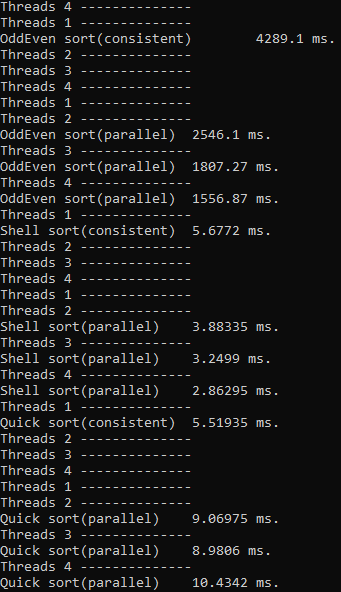 Threads 4 --------------
Threads 1 --------------
OddEven sort(consistent)        4289.1 ms.
Threads 2 --------------
Threads 3 --------------
Threads 4 --------------
Threads 1 --------------
Threads 2 --------------
OddEven sort(parallel)  2546.1 ms.
Threads 3 --------------
OddEven sort(parallel)  1807.27 ms.
Threads 4 --------------
OddEven sort(parallel)  1556.87 ms.
Threads 1 --------------
Shell sort(consistent)  5.6772 ms.
Threads 2 --------------
Threads 3 --------------
Threads 4 --------------
Threads 1 --------------
Threads 2 --------------
Shell sort(parallel)    3.88335 ms.
Threads 3 --------------
Shell sort(parallel)    3.2499 ms.
Threads 4 --------------
Shell sort(parallel)    2.86295 ms.
Threads 1 --------------
Quick sort(consistent)  5.51935 ms.
Threads 2 --------------
Threads 3 --------------
Threads 4 --------------
Threads 1 --------------
Threads 2 --------------
Quick sort(parallel)    9.06975 ms.
Threads 3 --------------
Quick sort(parallel)    8.9806 ms.
Threads 4 --------------
Quick sort(parallel)    10.4342 ms.